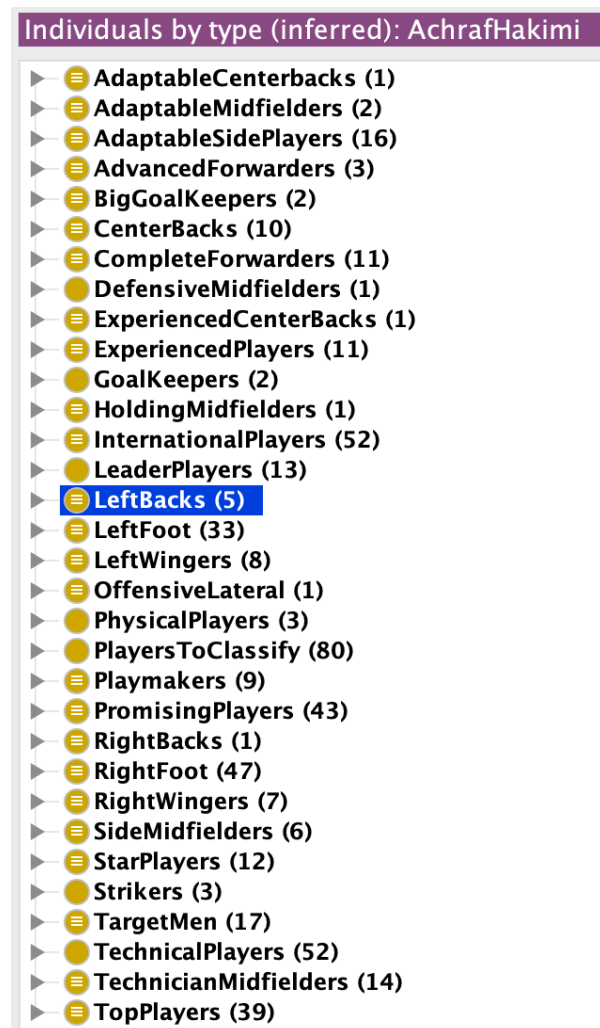 Individuals by type (inferred): AchrafHakimi
AdaptableCenterbacks (1)
AdaptableMidfielders (2)
AdaptableSidePlayers (16)
AdvancedForwarders (3)
BigGoalKeepers (2)
CenterBacks (10)
CompleteForwarders (11)
DefensiveMidfielders (1)
ExperiencedCenterBacks (1)
ExperiencedPlayers (11)
GoalKeepers (2)
HoldingMidfielders (1)
InternationalPlayers (52)
LeaderPlayers (13)
LeftBacks (5)
LeftFoot (33)
LeftWingers (8)
OffensiveLateral (1)
PhysicalPlayers (3)
PlayersToClassify (80)
Playmakers (9)
PromisingPlayers (43)
RightBacks (1)
RightFoot (47)
RightWingers (7)
SideMidfielders (6)
StarPlayers (12)
Strikers (3)
TargetMen (17)
TechnicalPlayers (52)
TechnicianMidfielders (14)
TopPlayers (39)